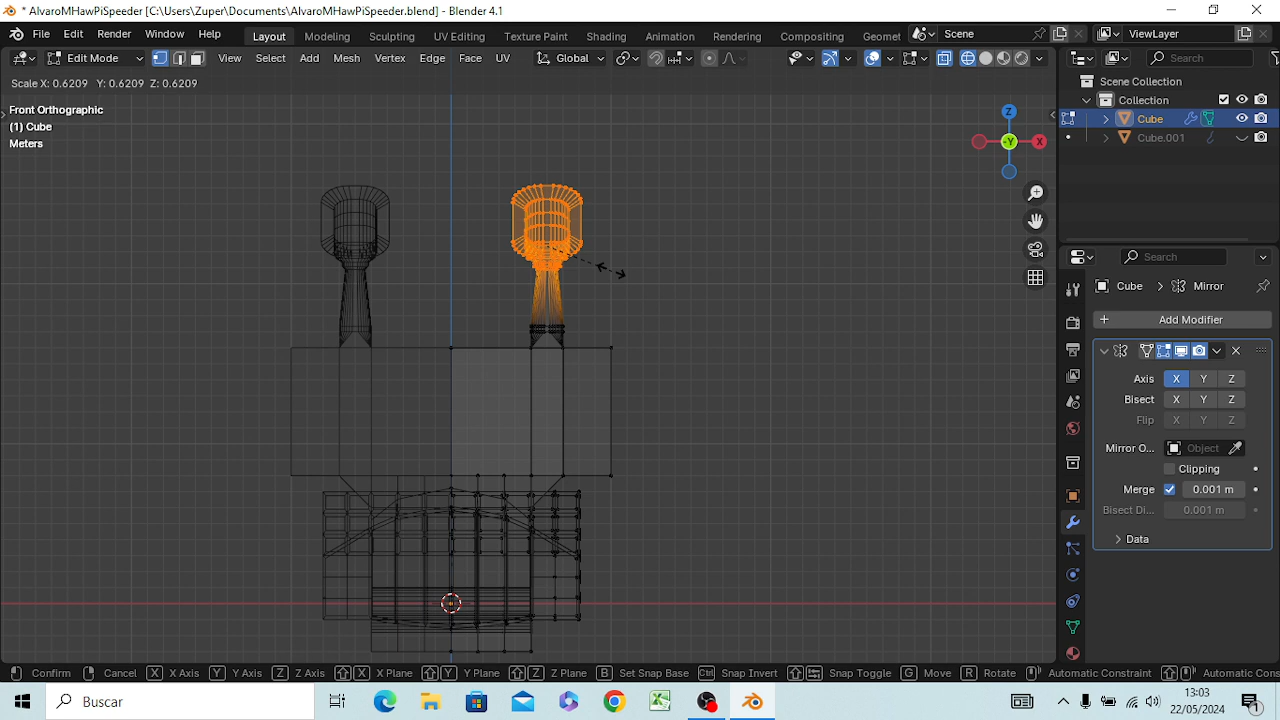 * AlvaroMHawPiSpeeder [C:\Users\Zuper\Documents\AlvaroMHawPiSpeeder.blend] - Blender 4.1
File Edit Render Window Help Layout Modeling Sculpting UV Editing Texture Paint Shading Animation Rendering Compositing Geomet Scene ViewLayer
Edit Mode View Select Add Mesh Vertex Edge Face UV Global Search
Scale X: 0.6209 Y: 0.6209 Z: 0.6209
Front Orthographic
(1) Cube
Meters
Z
X
-Y
Scene Collection
Collection
Cube
Cube.001
Search
Cube > Mirror
Add Modifier
Axis X Y Z
Bisect X Y Z
Flip X Y Z
Mirror O... Object
Clipping
Merge 0.001 m
Bisect Di... 0.001 m
Data
Confirm Cancel X X Axis Y Y Axis Z Z Axis X X Plane Y Y Plane Z Z Plane B Set Snap Base Ctrl Snap Invert Snap Toggle G Move R Rotate Automatic Constraint Automatic Cons
Buscar
3:03
22/05/2024
1